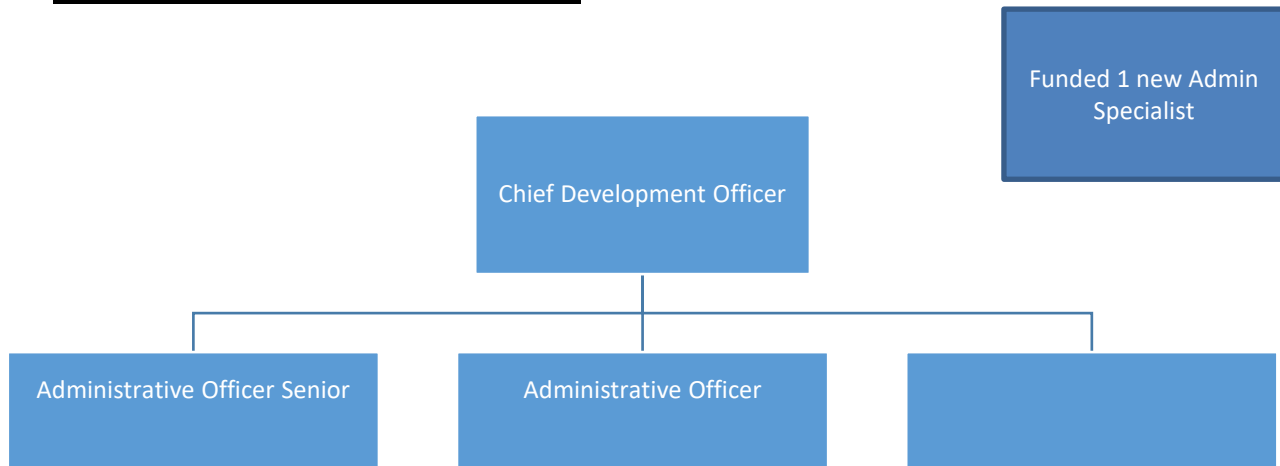 Funded 1 new Admin
Specialist
Chief Development Officer
Administrative Officer Senior
Administrative Officer